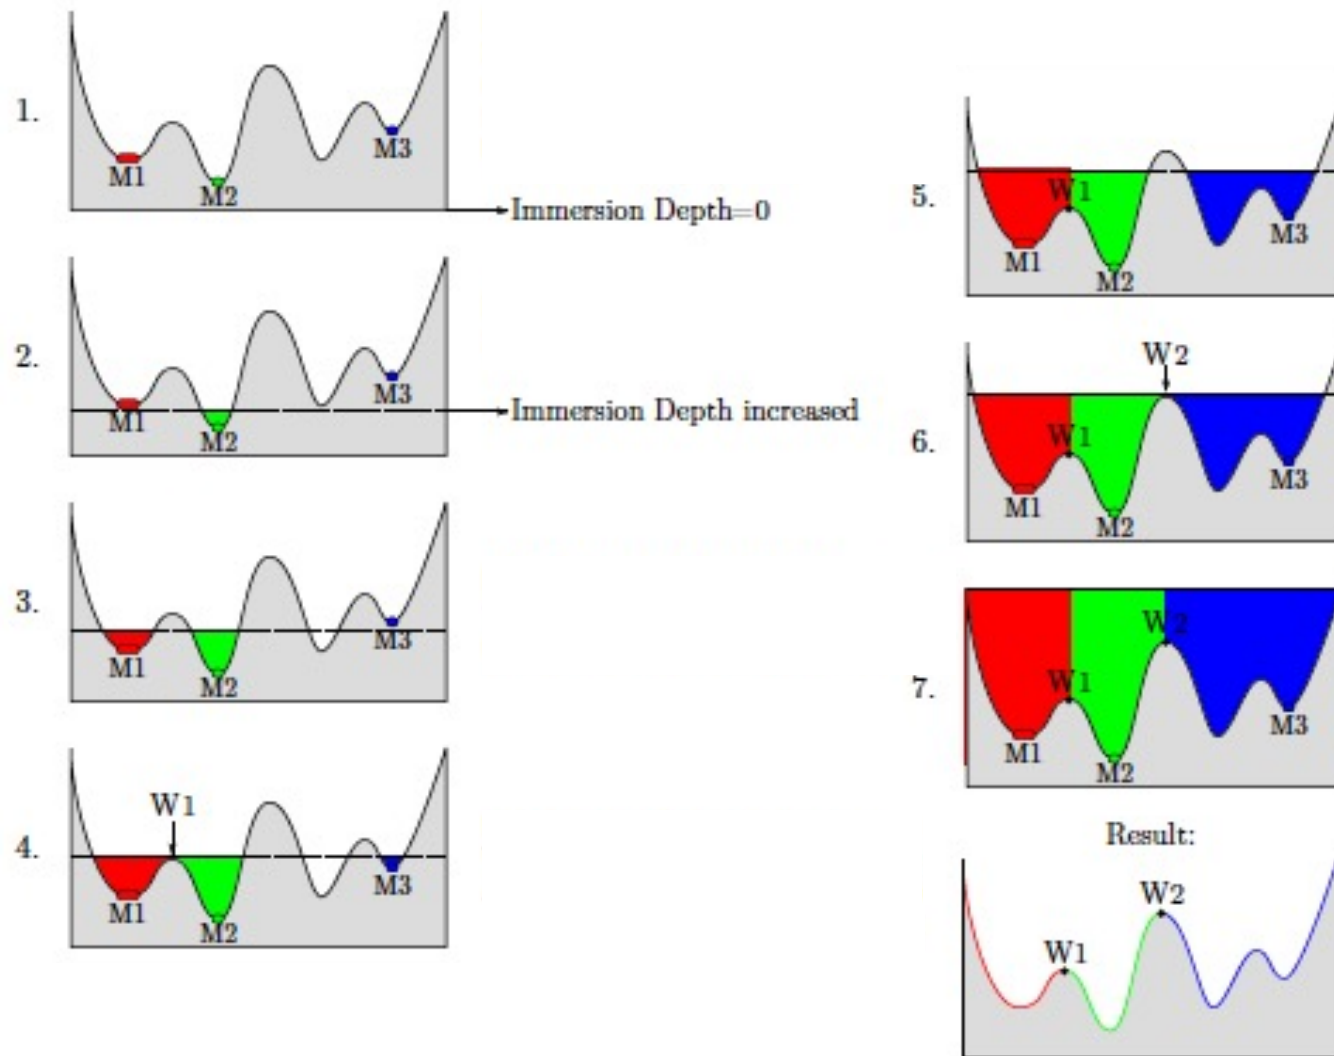 1.
M1
M2
M3
Immersion Depth=0
2.
M1
M2
M3
Immersion Depth increased
3.
M1
M2
M3
4.
W1
M1
M2
M3
5.
W1
M1
M2
M3
6.
W2
W1
M1
M2
M3
7.
W2
W1
M1
M2
M3
Result:
W2
W1